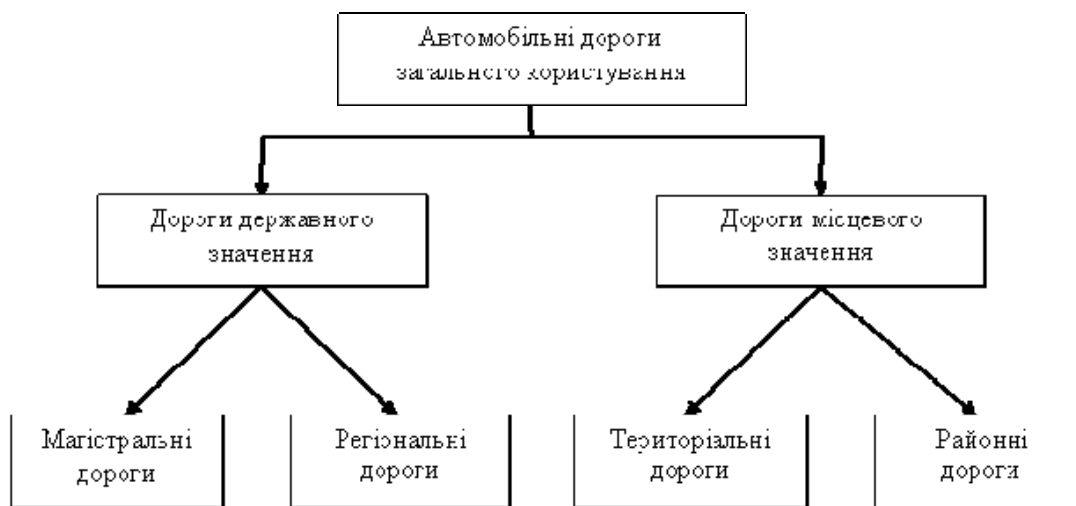 Автомобільні дороги
загального користування
Дороги державного
значення
Дороги місцевого
значення
Магістральні
дороги
Регіональні
дороги
Територіальні
дороги
Районні
дороги